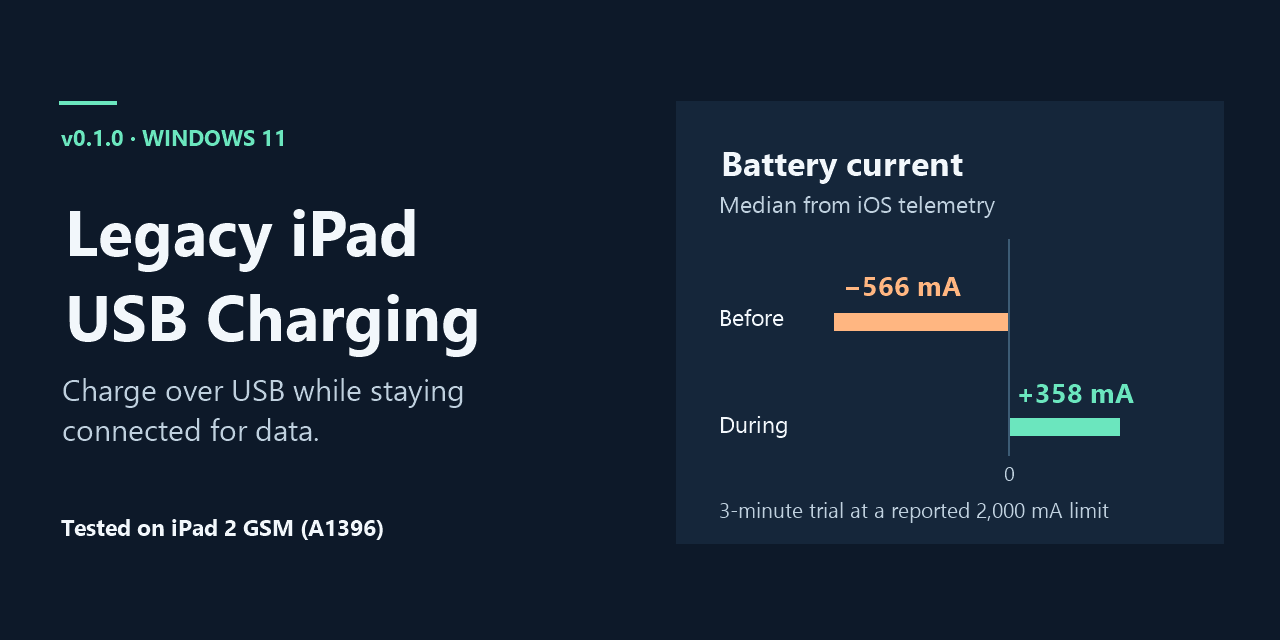 v0.1.0 · WINDOWS 11
Legacy iPad
USB Charging
Charge over USB while staying
connected for data.
Tested on iPad 2 GSM (A1396)
Battery current
Median from iOS telemetry
−566 mA
Before
+358 mA
During
0
3-minute trial at a reported 2,000 mA limit